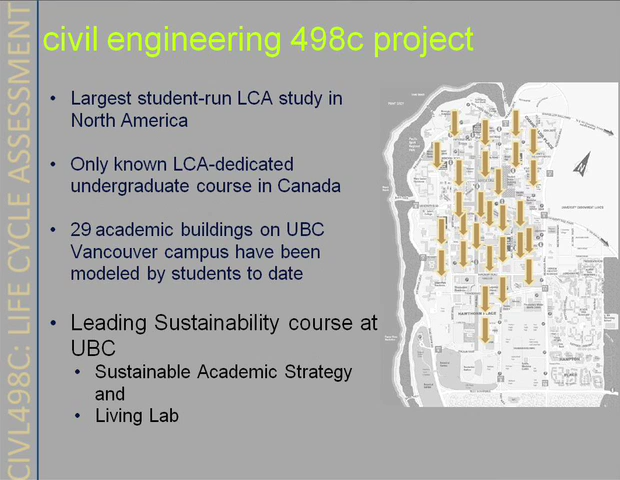 civil engineering 498c project
CIVL498C: LIFE CYCLE ASSESSMENT
• Largest student-run LCA study in
North America
• Only known LCA-dedicated
undergraduate course in Canada
• 29 academic buildings on UBC
Vancouver campus have been
modeled by students to date
• Leading Sustainability course at
UBC
• Sustainable Academic Strategy
and
• Living Lab